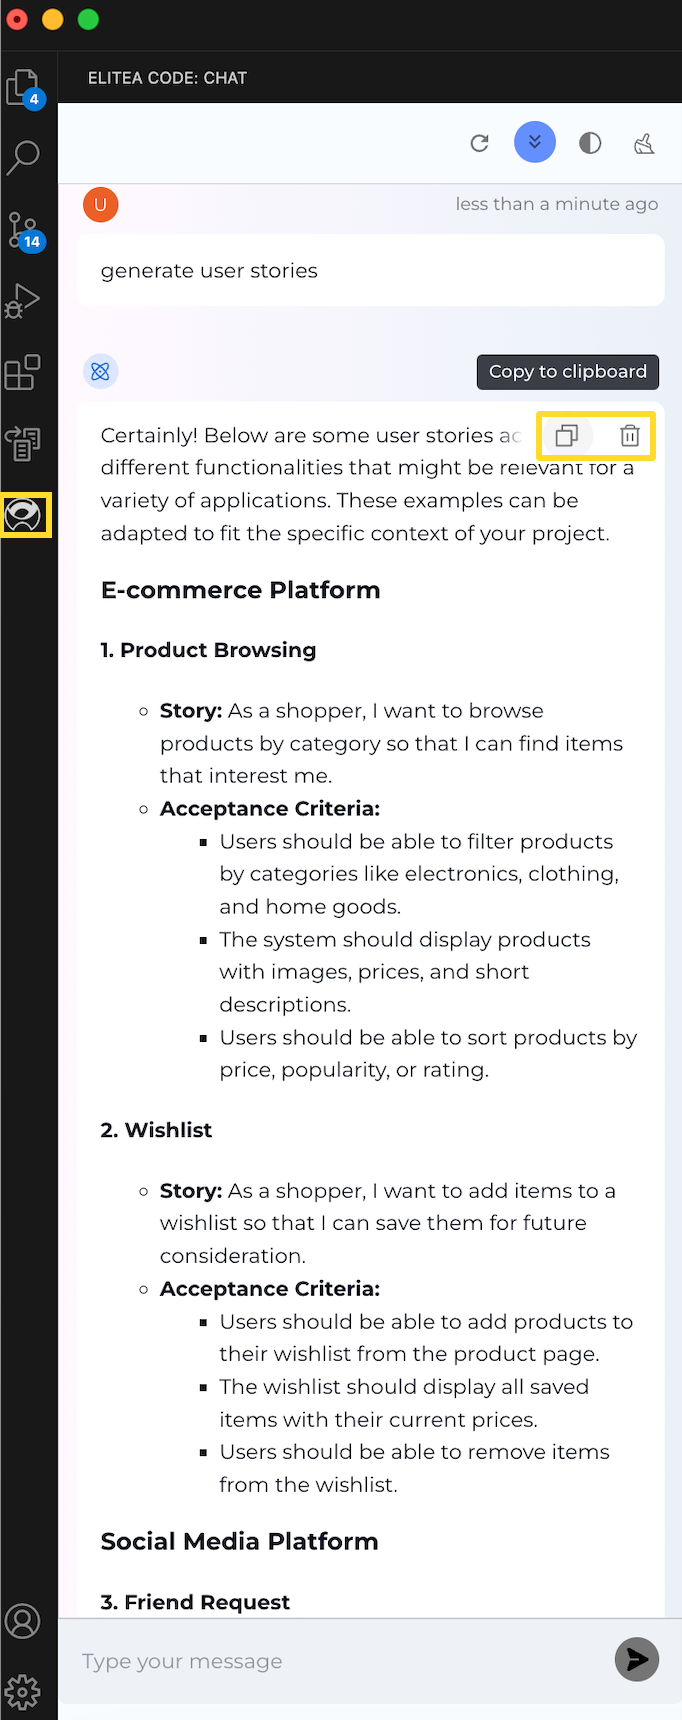 ELITEA CODE: CHAT
4
14
U
less than a minute ago
generate user stories
Copy to clipboard
Certainly! Below are some user stories
different functionalities that might be relevant for a
variety of applications. These examples can be
adapted to fit the specific context of your project.
E-commerce Platform
1. Product Browsing
Story: As a shopper, I want to browse
products by category so that I can find items
that interest me.
Acceptance Criteria:
Users should be able to filter products
by categories like electronics, clothing,
and home goods.
The system should display products
with images, prices, and short
descriptions.
Users should be able to sort products by
price, popularity, or rating.
2. Wishlist
Story: As a shopper, I want to add items to a
wishlist so that I can save them for future
consideration.
Acceptance Criteria:
Users should be able to add products to
their wishlist from the product page.
The wishlist should display all saved
items with their current prices.
Users should be able to remove items
from the wishlist.
Social Media Platform
3. Friend Request
Type your message